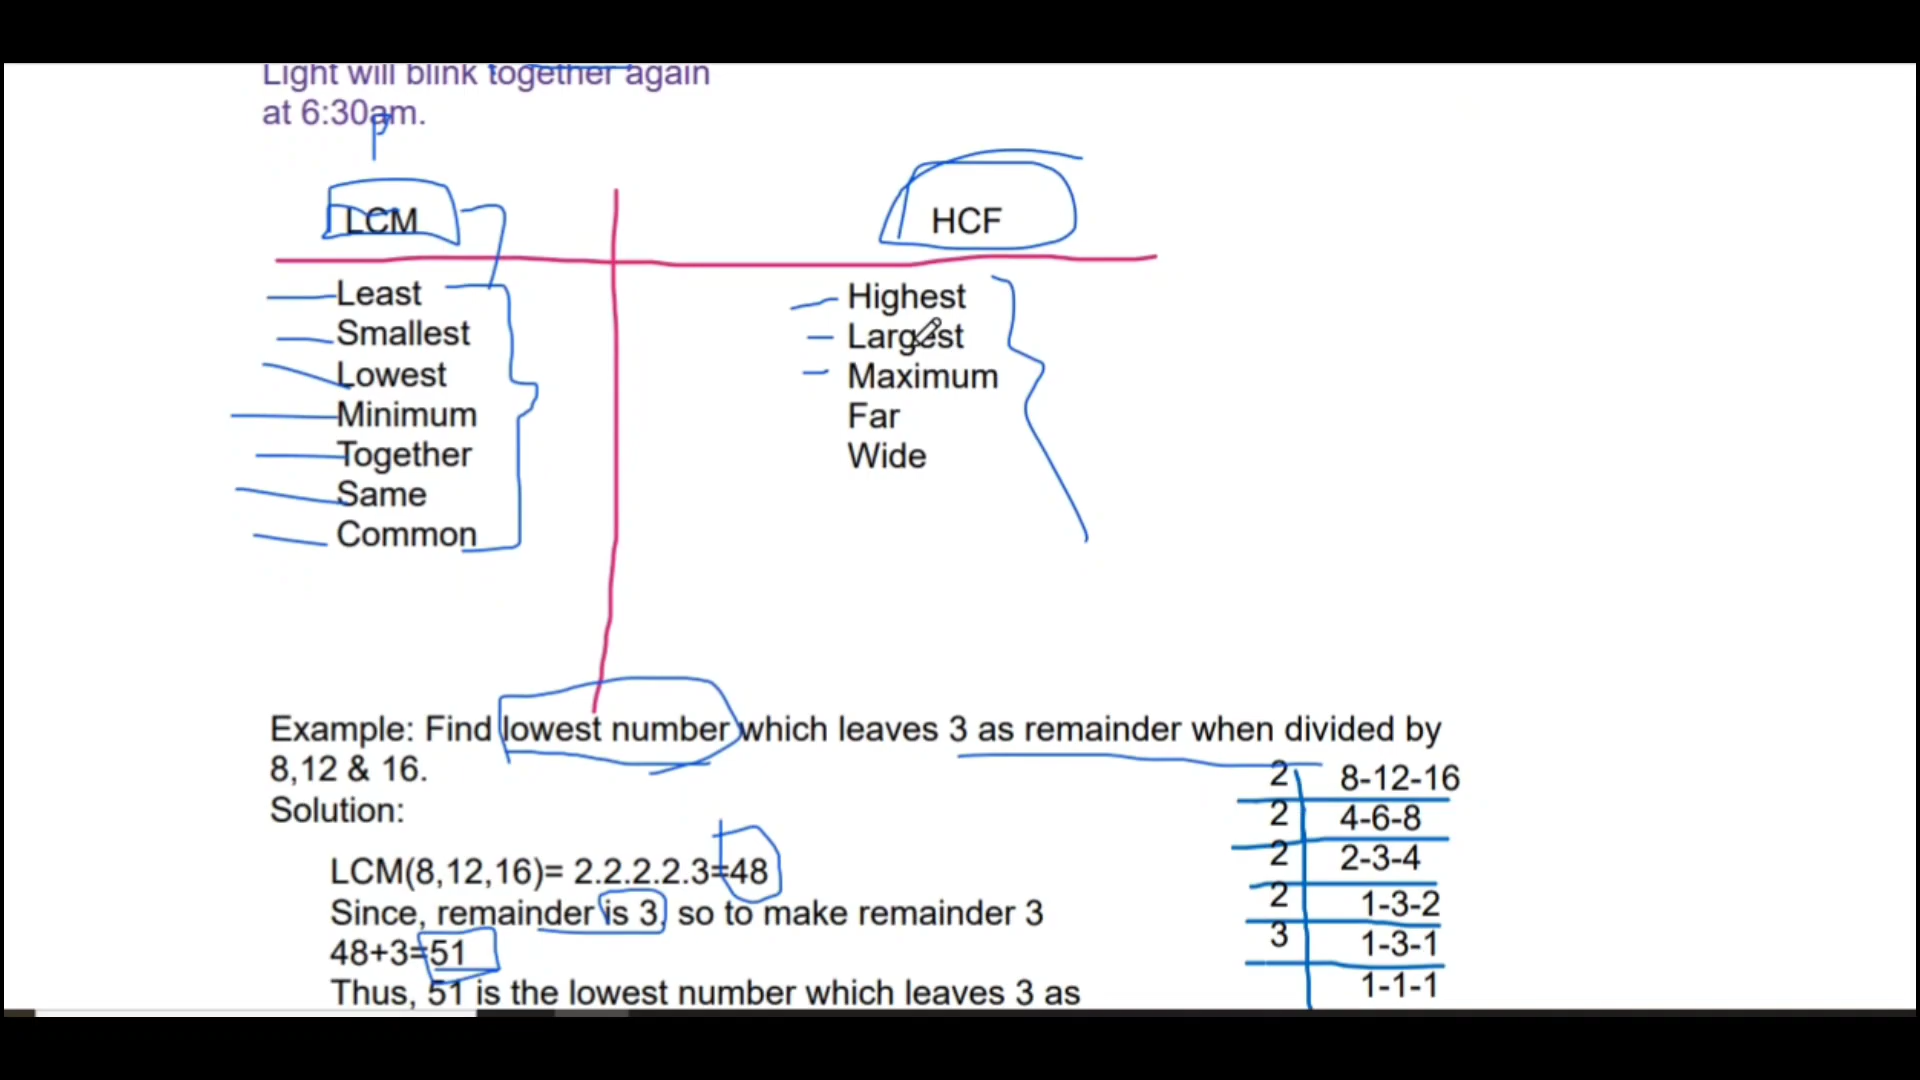 Light will blink together again
at 6:30am.
P
LCM
HCF
Least
Smallest
Lowest
Minimum
Together
Same
Common
Highest
Largest
Maximum
Far
Wide
Example: Find lowest number which leaves 3 as remainder when divided by
8,12 & 16.
Solution:
LCM(8,12,16)= 2.2.2.2.3=48
Since, remainder is 3, so to make remainder 3
48+3=51
Thus, 51 is the lowest number which leaves 3 as
2 8-12-16
2 4-6-8
2 2-3-4
2 1-3-2
3 1-3-1
1-1-1